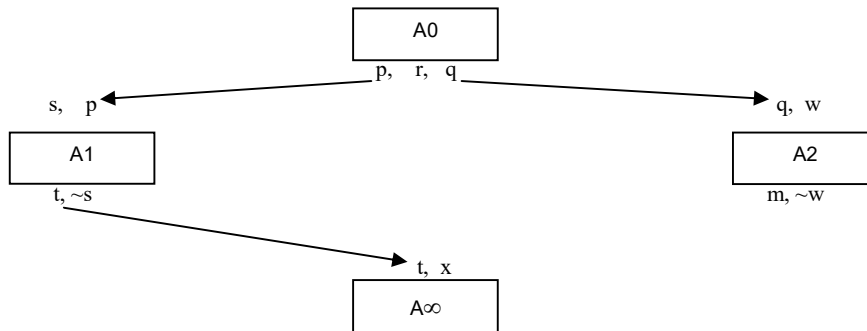 A0
p, r, q
s, p
q, w
A1
A2
t, ~s
m, ~w
t, x
A∞